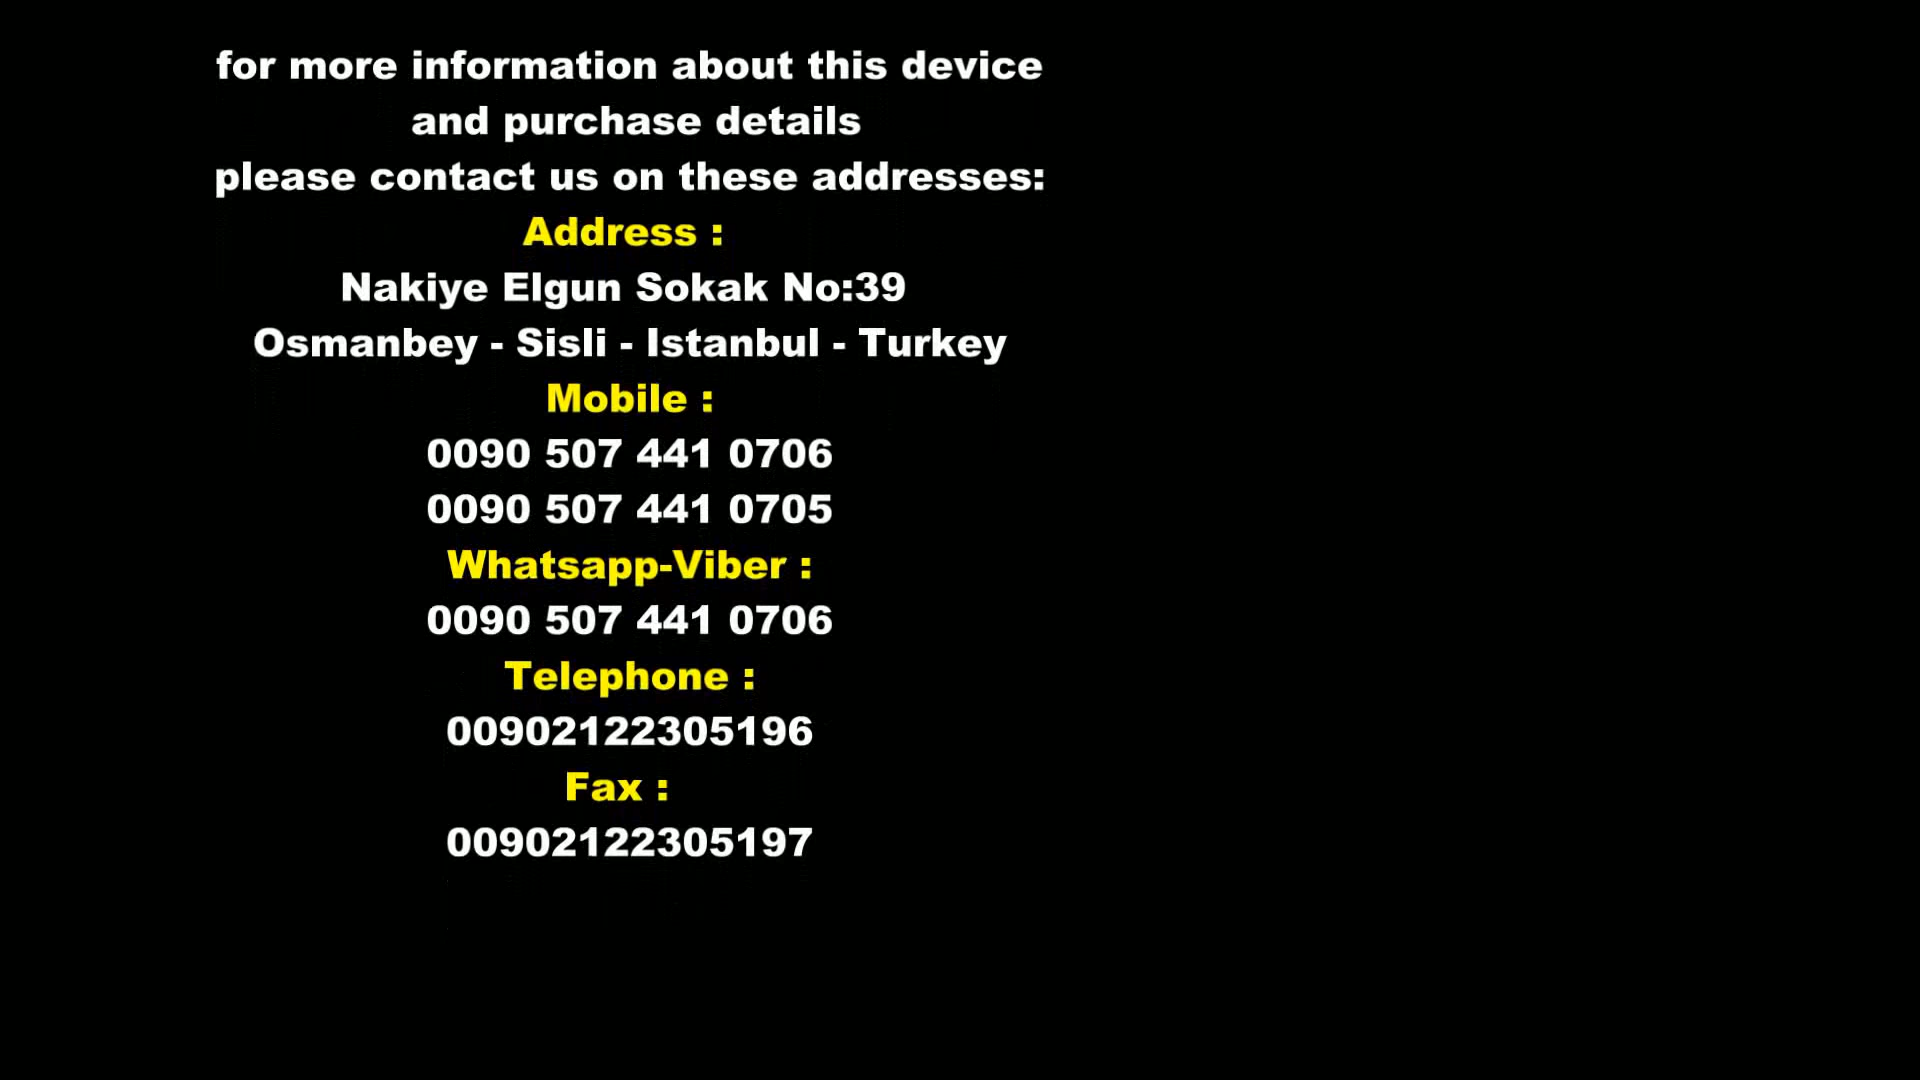 for more information about this device
and purchase details
please contact us on these addresses:
Address :
Nakiye Elgun Sokak No:39
Osmanbey - Sisli - Istanbul - Turkey
Mobile :
0090 507 441 0706
0090 507 441 0705
Whatsapp-Viber :
0090 507 441 0706
Telephone :
00902122305196
Fax :
00902122305197